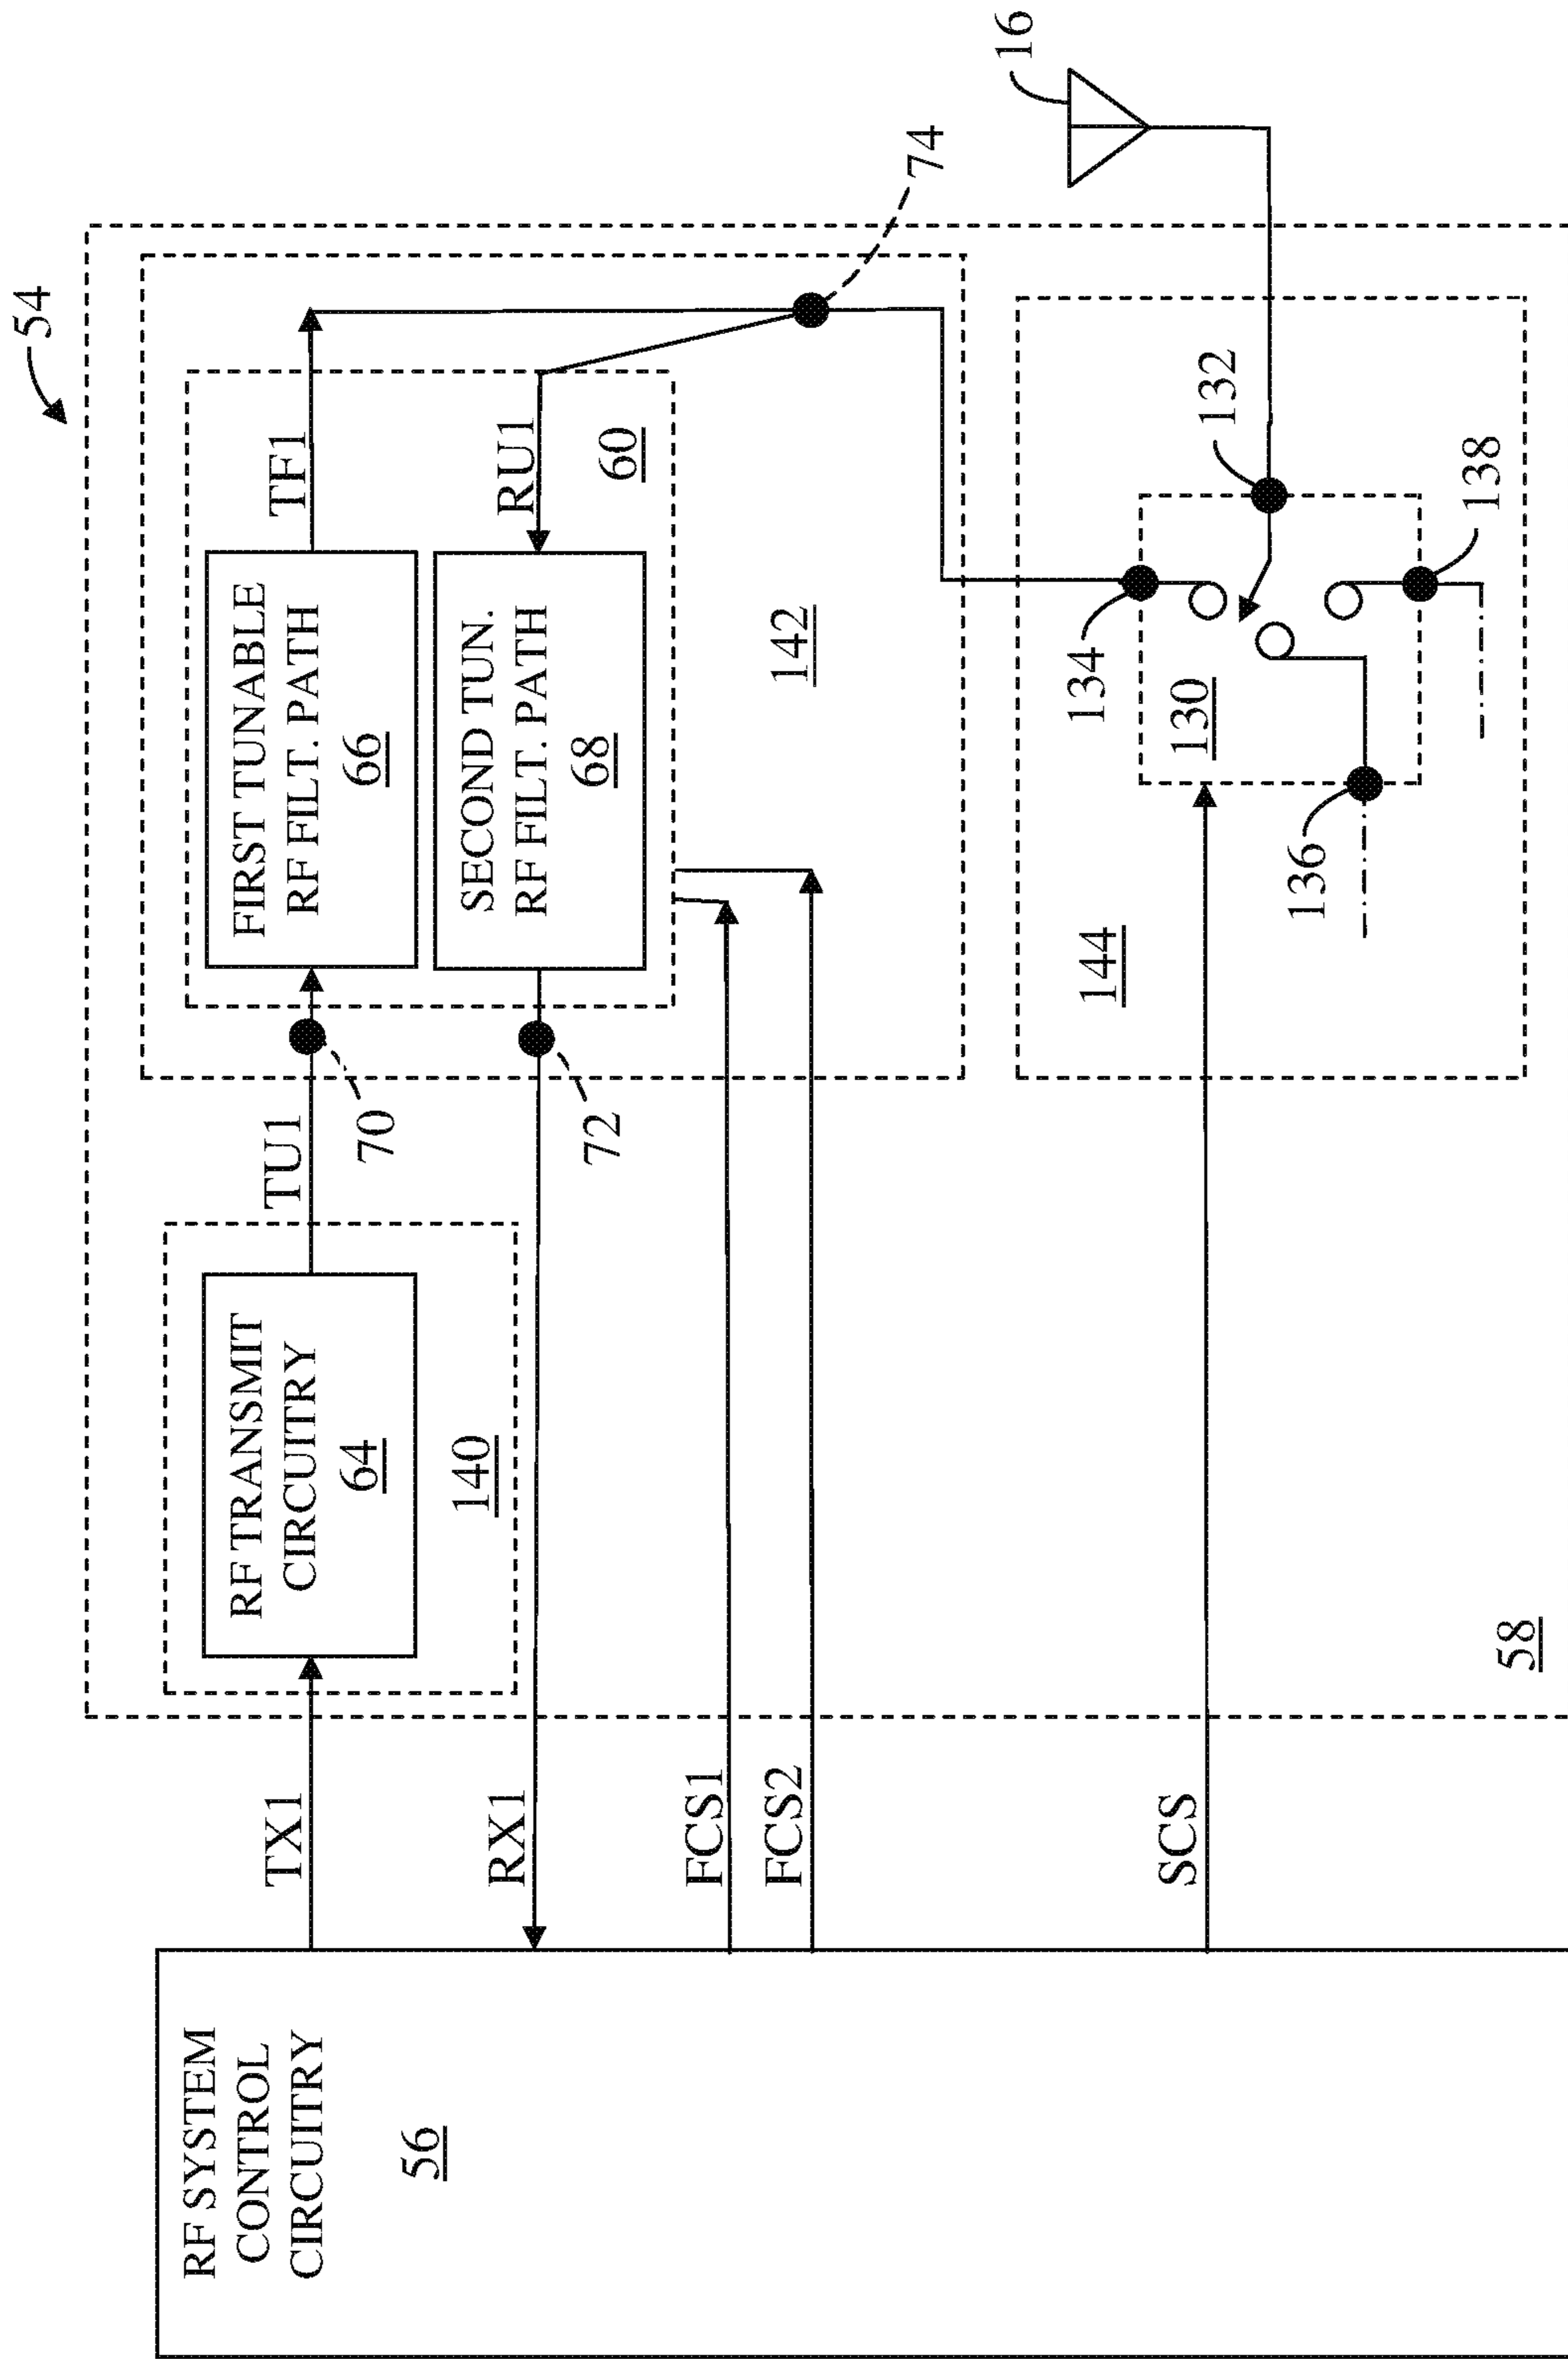 54
RF SYSTEM
CONTROL
CIRCUITRY
56
TX1
RF TRANSMIT
CIRCUITRY
64
140
TU1
70
FIRST TUNABLE
RF FILT. PATH
66
TF1
RX1
72
SECOND TUN.
RF FILT. PATH
68
RU1
60
FCS1
FCS2
142
74
16
SCS
144
134
130
132
136
138
58